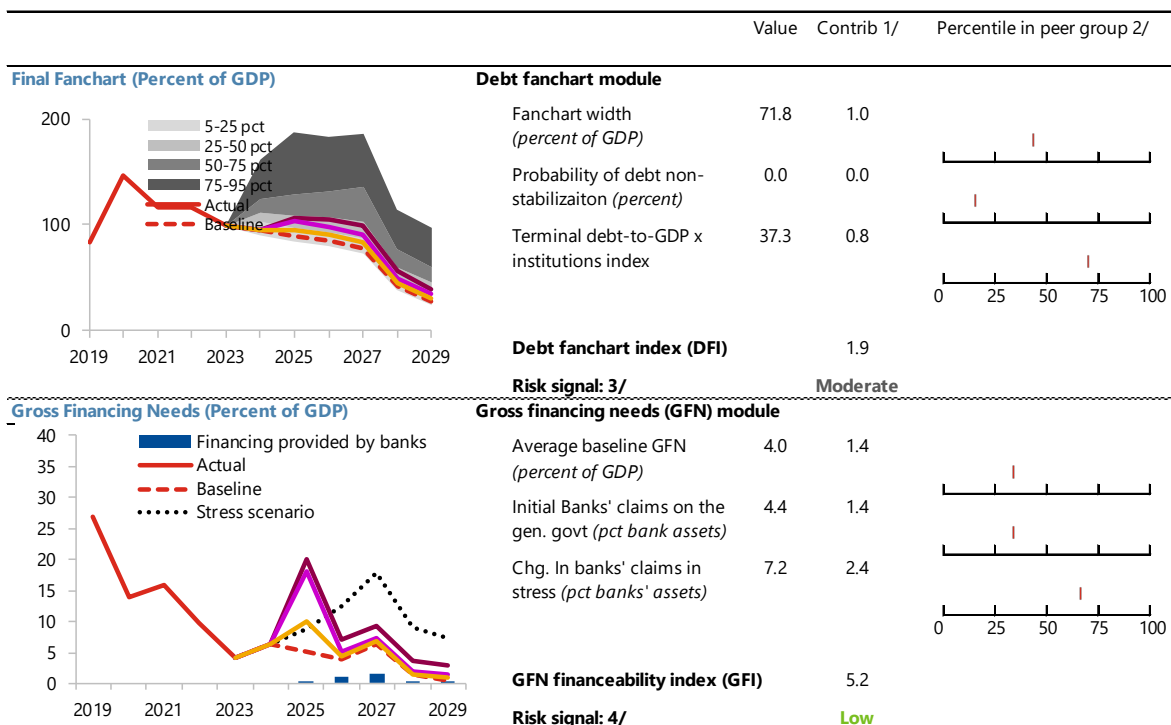 Value Contrib 1/ Percentile in peer group 2/
Final Fanchart (Percent of GDP)
200
100
0
5-25 pct
25-50 pct
50-75 pct
75-95 pct
Actual
Baseline
2019 2021 2023 2025 2027 2029
Debt fanchart module
Fanchart width 71.8 1.0
(percent of GDP)
Probability of debt non- 0.0 0.0
stabilizaiton (percent)
Terminal debt-to-GDP x 37.3 0.8
institutions index
0 25 50 75 100
Debt fanchart index (DFI) 1.9
Risk signal: 3/ Moderate
Gross Financing Needs (Percent of GDP)
40
35
30
25
20
15
10
5
0
Financing provided by banks
Actual
Baseline
Stress scenario
2019 2021 2023 2025 2027 2029
Gross financing needs (GFN) module
Average baseline GFN 4.0 1.4
(percent of GDP)
Initial Banks' claims on the 4.4 1.4
gen. govt (pct bank assets)
Chg. In banks' claims in 7.2 2.4
stress (pct banks' assets)
0 25 50 75 100
GFN financeability index (GFI) 5.2
Risk signal: 4/ Low